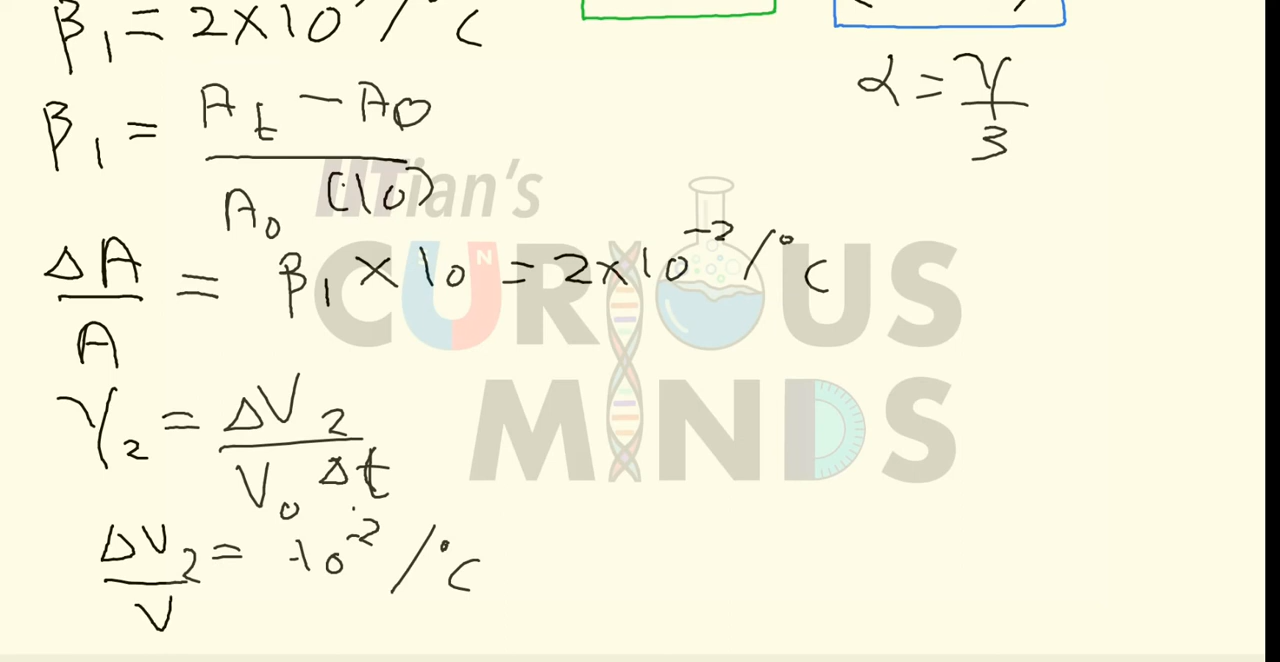 β₁ = 2×10 /°C
β₁ = (At − A0) / (A₀ (10))
α = γ/3
IITian's
CURIOUS
MINDS
ΔA/A = β₁ × 10 = 2×10⁻² /°C
γ₂ = ΔV₂ / (V₀ Δt)
ΔV₂/V = 10⁻² /°C